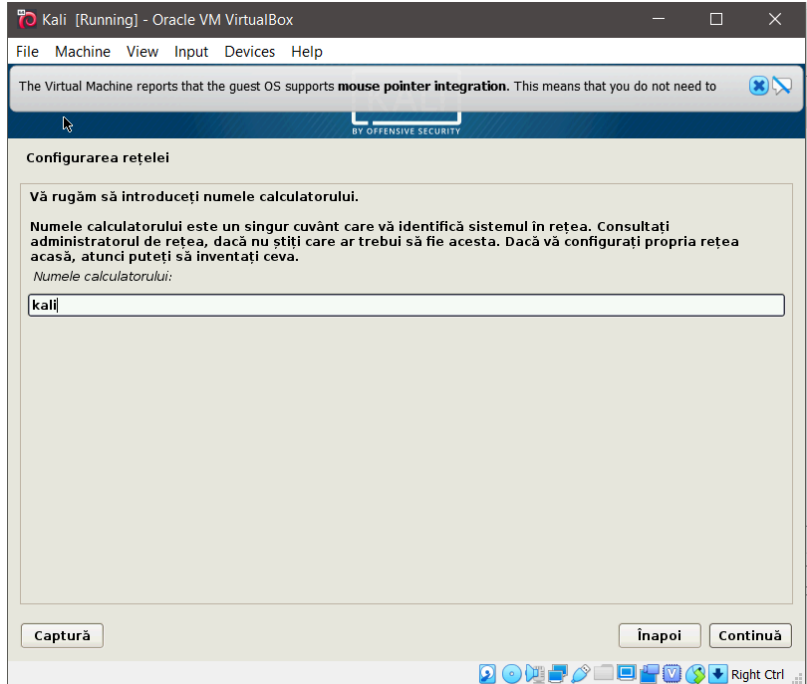 Kali [Running] - Oracle VM VirtualBox
File Machine View Input Devices Help
The Virtual Machine reports that the guest OS supports mouse pointer integration. This means that you do not need to
BY OFFENSIVE SECURITY
Configurarea rețelei
Vă rugăm să introduceți numele calculatorului.
Numele calculatorului este un singur cuvânt care vă identifică sistemul în rețea. Consultați
administratorul de rețea, dacă nu știți care ar trebui să fie acesta. Dacă vă configurați propria rețea
acasă, atunci puteți să inventați ceva.
Numele calculatorului:
kali
Captură Înapoi Continuă
Right Ctrl